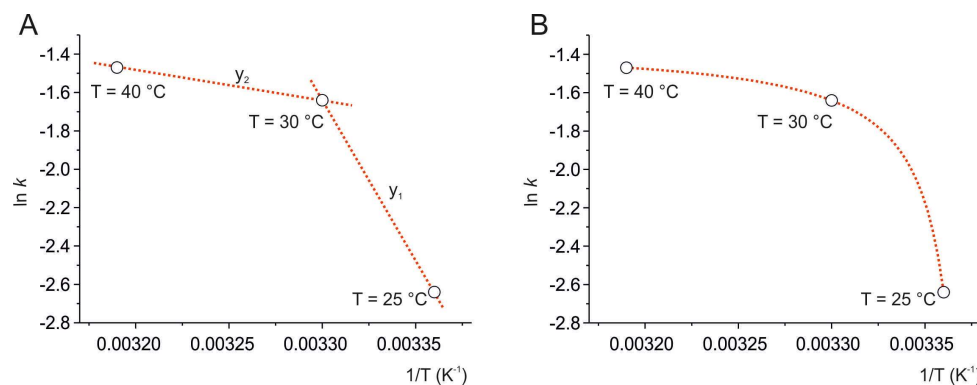 A
-1.4
-1.6
-1.8
-2.0
-2.2
-2.4
-2.6
-2.8
ln k
T = 40 °C
y₂
T = 30 °C
y₁
T = 25 °C
0.00320
0.00325
0.00330
0.00335
1/T (K⁻¹)
B
-1.4
-1.6
-1.8
-2.0
-2.2
-2.4
-2.6
-2.8
ln k
T = 40 °C
T = 30 °C
T = 25 °C
0.00320
0.00325
0.00330
0.00335
1/T (K⁻¹)